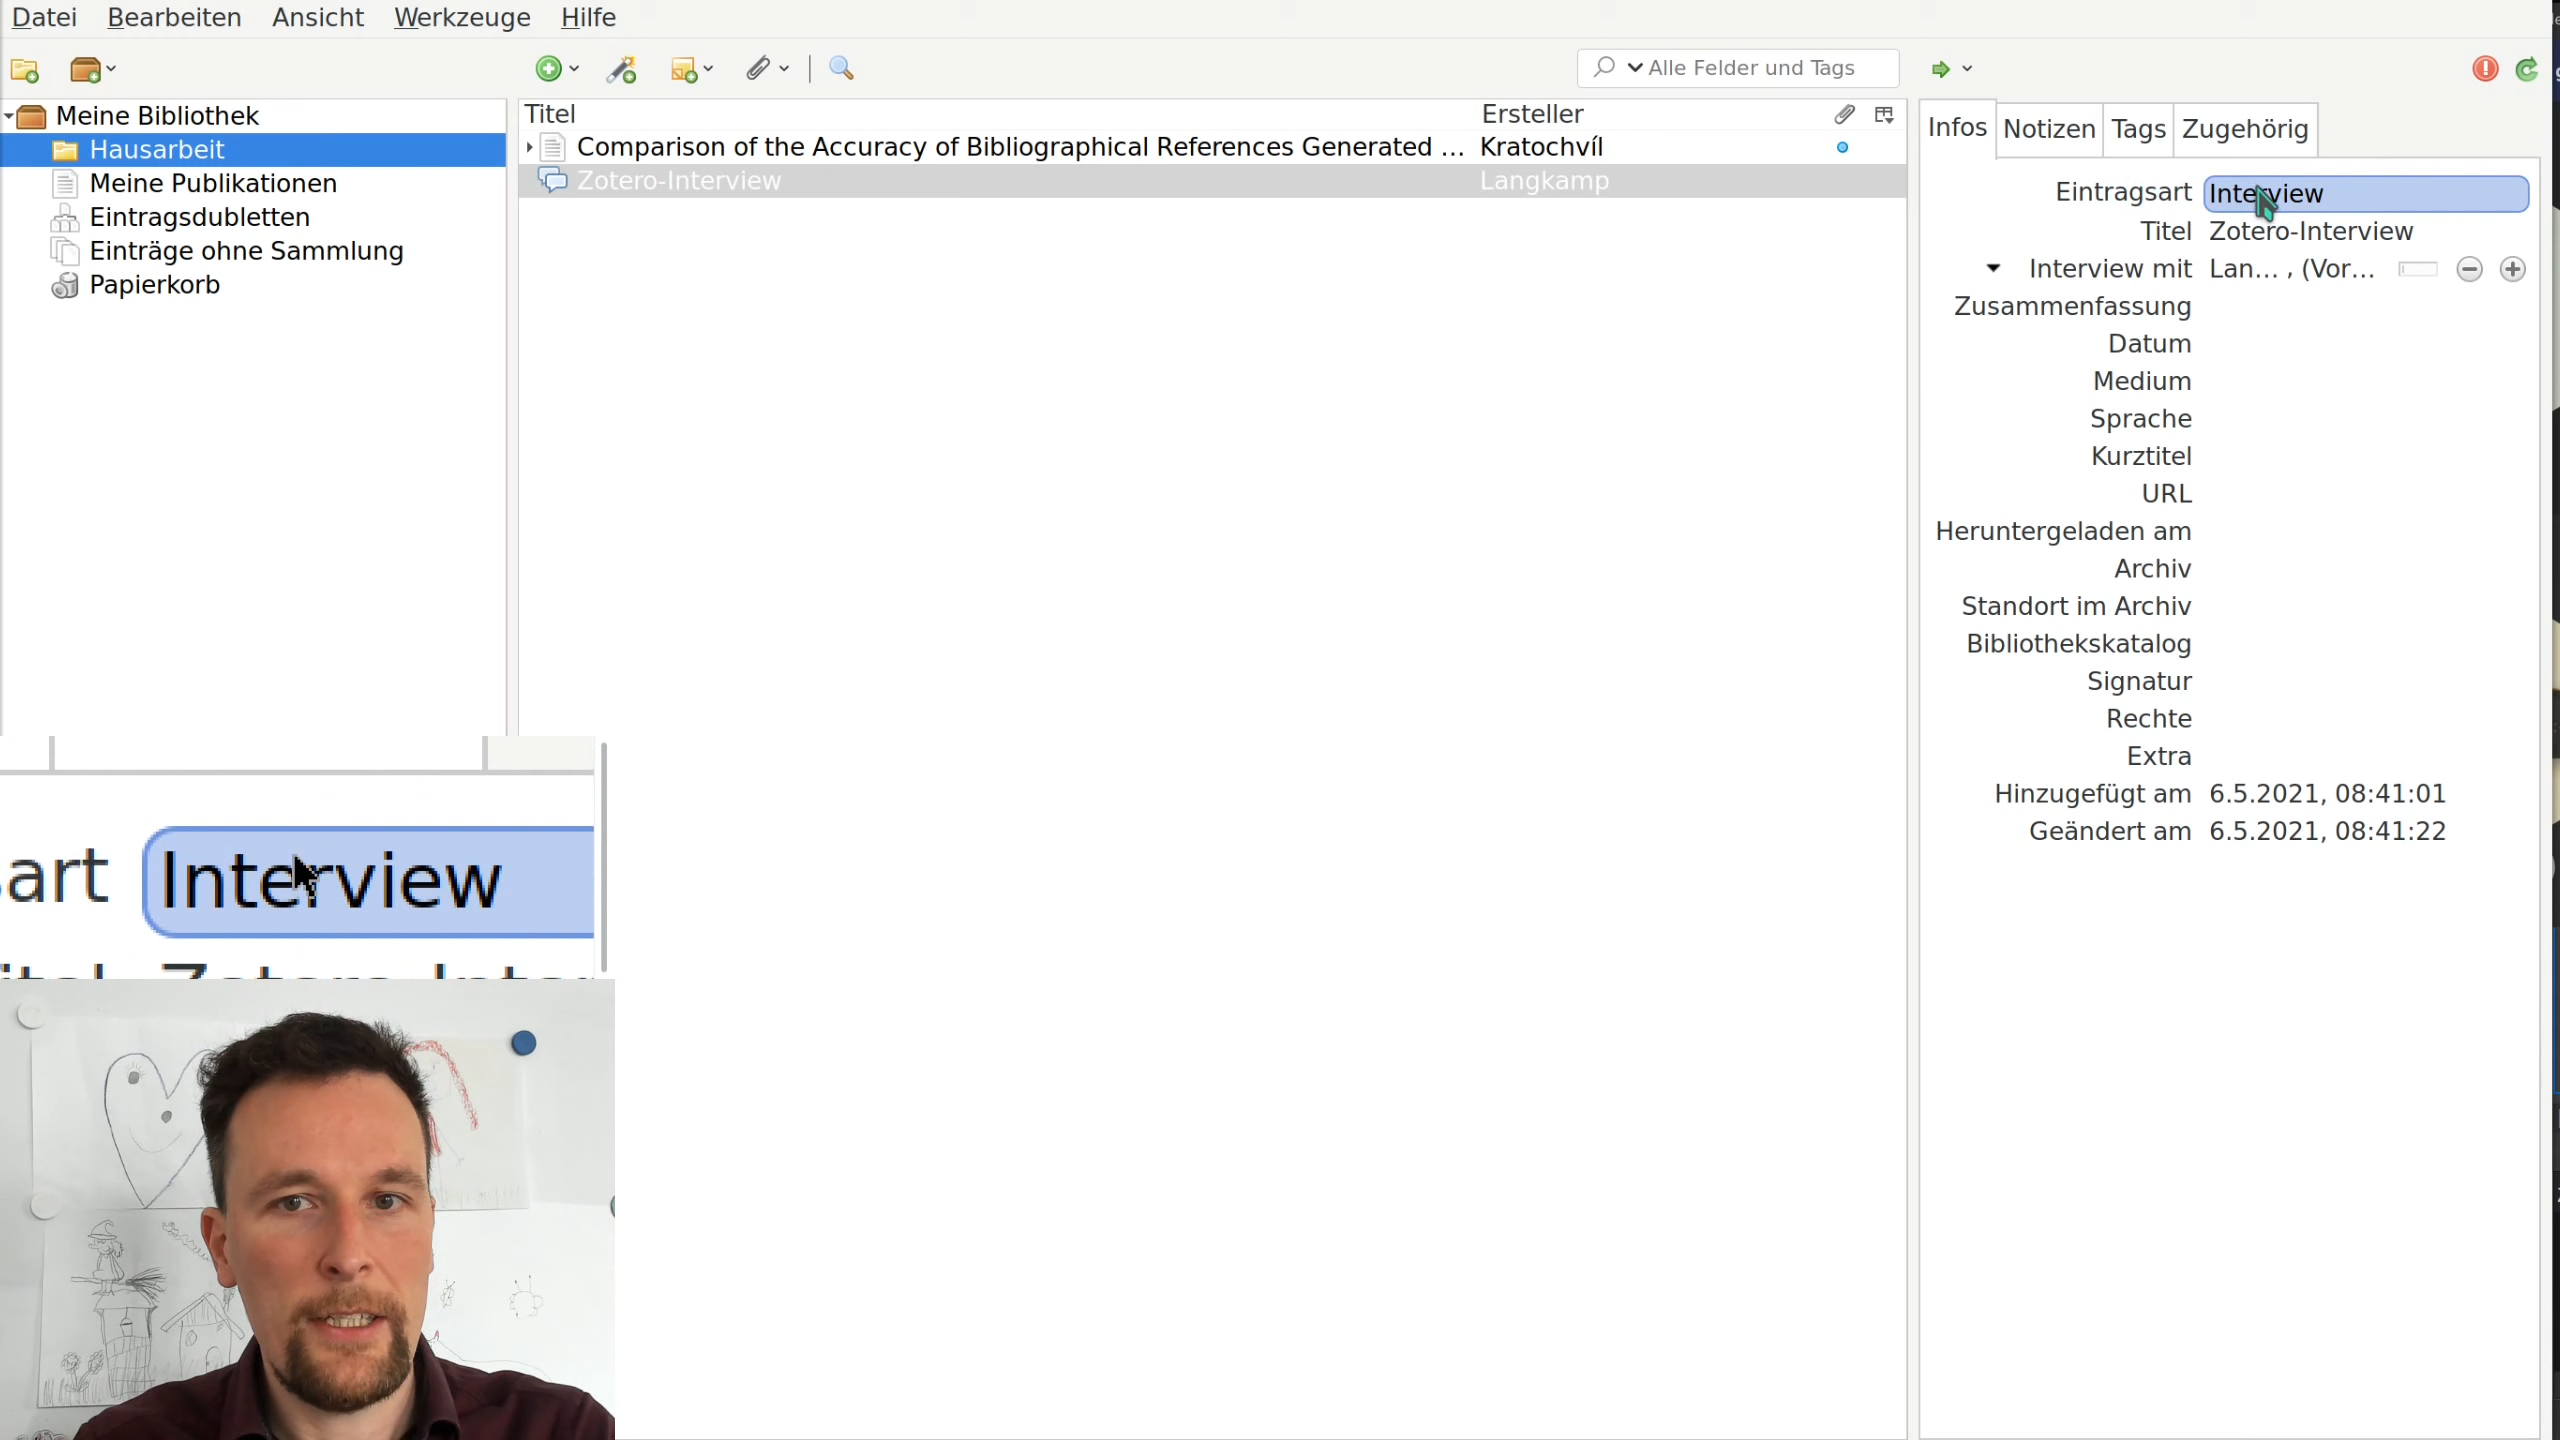 Datei Bearbeiten Ansicht Werkzeuge Hilfe
Alle Felder und Tags
Meine Bibliothek
Hausarbeit
Meine Publikationen
Eintragsdubletten
Einträge ohne Sammlung
Papierkorb
Titel Ersteller
Comparison of the Accuracy of Bibliographical References Generated ... Kratochvíl
Zotero-Interview Langkamp
Infos Notizen Tags Zugehörig
Eintragsart Interview
Titel Zotero-Interview
Interview mit Lan... , (Vor...
Zusammenfassung
Datum
Medium
Sprache
Kurztitel
URL
Heruntergeladen am
Archiv
Standort im Archiv
Bibliothekskatalog
Signatur
Rechte
Extra
Hinzugefügt am 6.5.2021, 08:41:01
Geändert am 6.5.2021, 08:41:22
art Interview